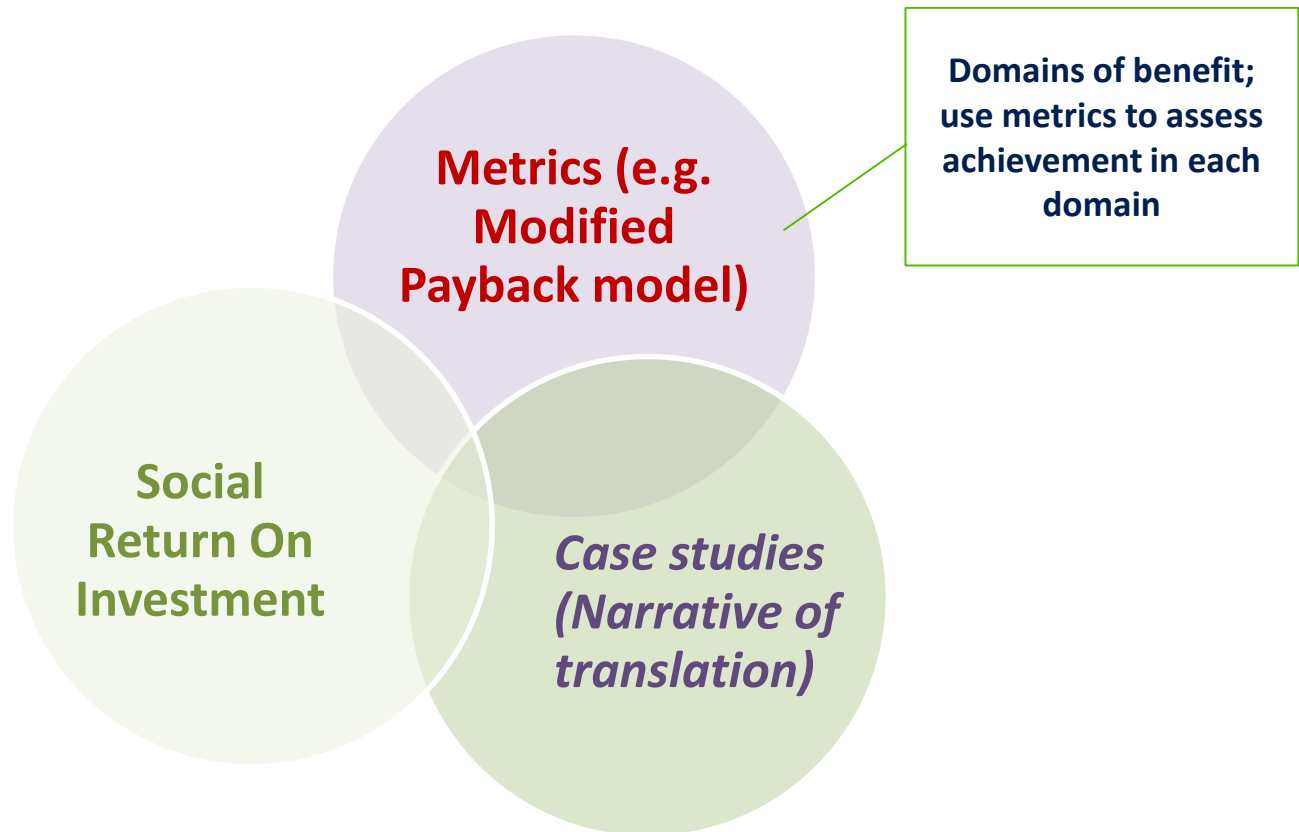 Metrics (e.g.
Modified
Payback model)
Domains of benefit;
use metrics to assess
achievement in each
domain
Social
Return On
Investment
Case studies
(Narrative of
translation)